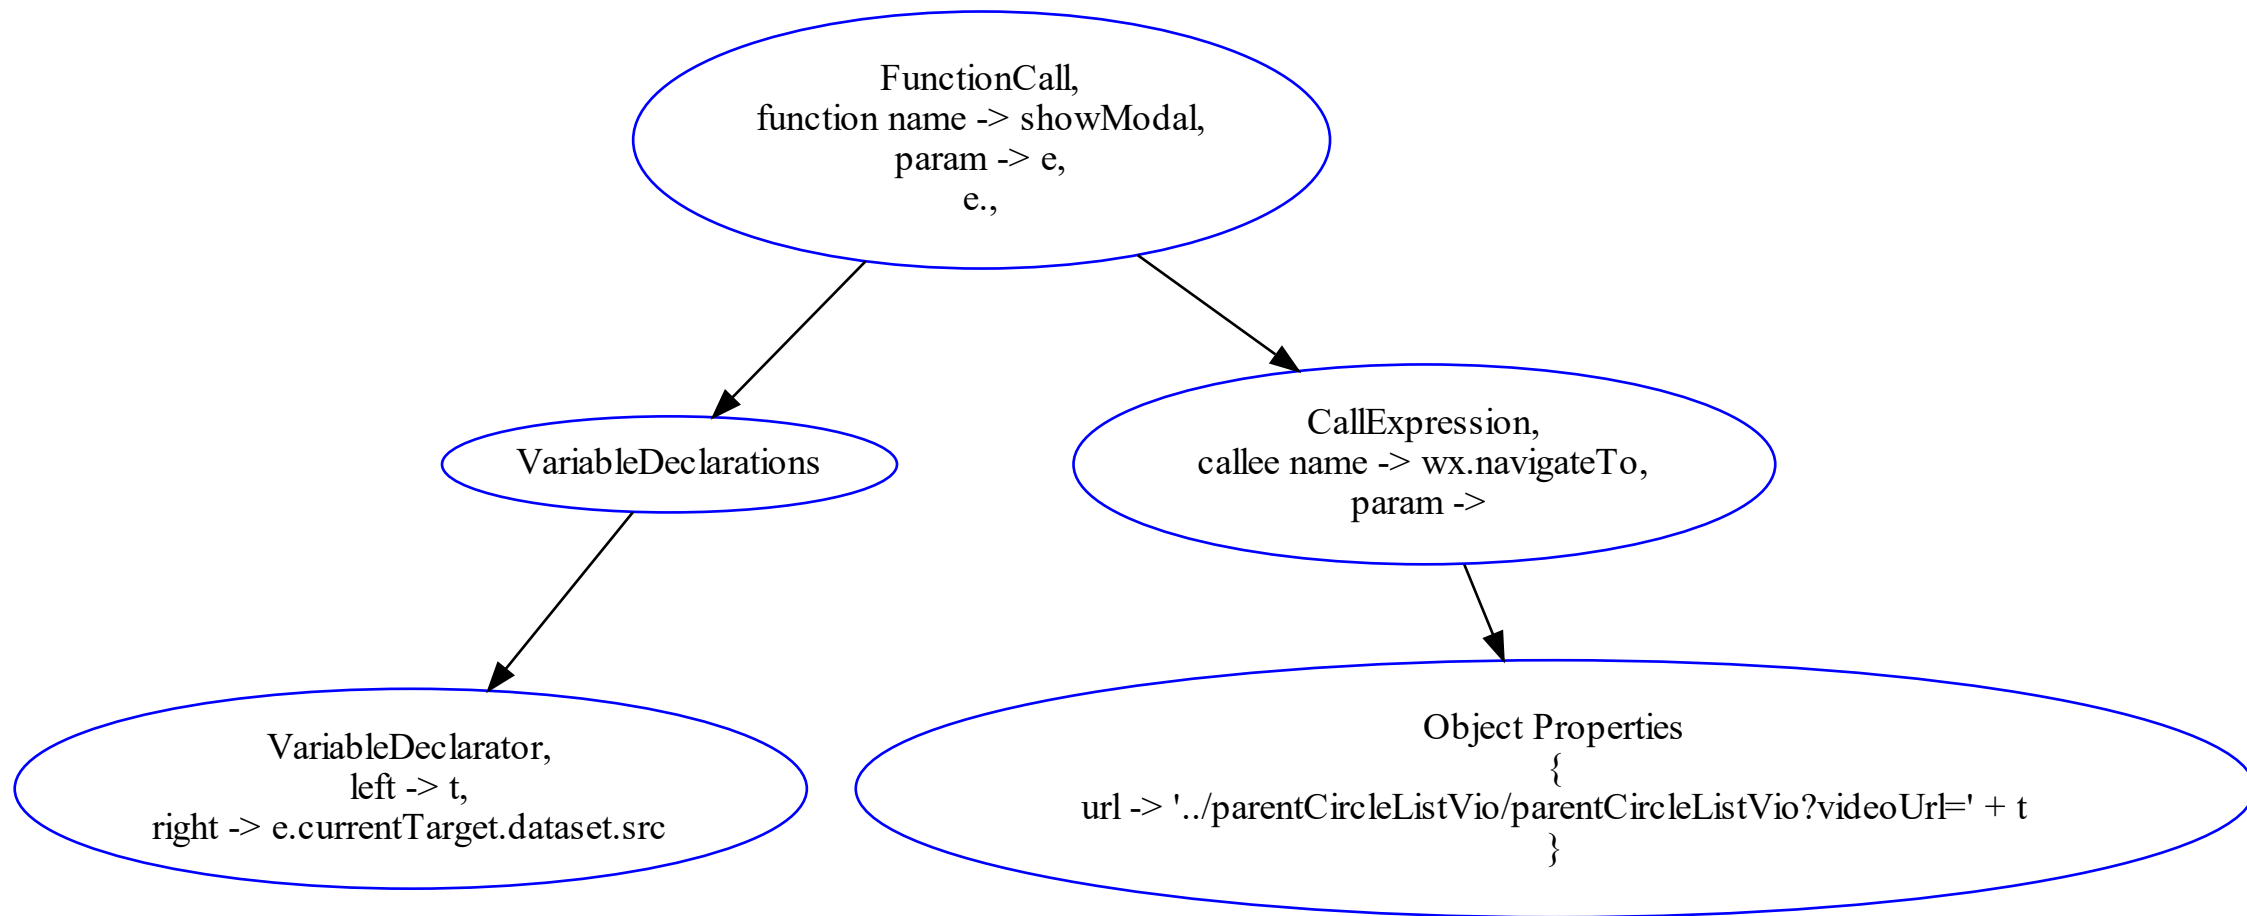 FunctionCall,
function name -> showModal,
param -> e,
e.,
VariableDeclarations
CallExpression,
callee name -> wx.navigateTo,
param ->
VariableDeclarator,
left -> t,
right -> e.currentTarget.dataset.src
Object Properties
{
url -> '../parentCircleListVio/parentCircleListVio?videoUrl=' + t
}